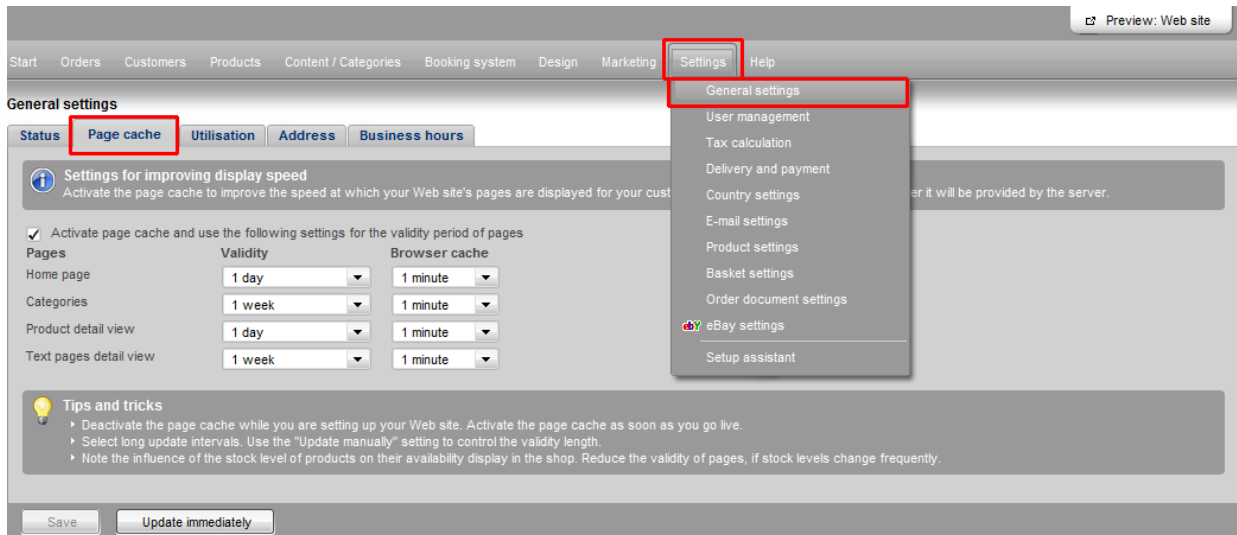 Preview: Web site
Start Orders Customers Products Content / Categories Booking system Design Marketing Settings Help
General settings
User management
Tax calculation
Delivery and payment
Country settings
E-mail settings
Product settings
Basket settings
Order document settings
ebY eBay settings
Setup assistant
General settings
Status Page cache Utilisation Address Business hours
Settings for improving display speed
Activate the page cache to improve the speed at which your Web site's pages are displayed for your cust er it will be provided by the server.
Activate page cache and use the following settings for the validity period of pages
Pages Validity Browser cache
Home page 1 day 1 minute
Categories 1 week 1 minute
Product detail view 1 day 1 minute
Text pages detail view 1 week 1 minute
Tips and tricks
Deactivate the page cache while you are setting up your Web site. Activate the page cache as soon as you go live.
Select long update intervals. Use the "Update manually" setting to control the validity length.
Note the influence of the stock level of products on their availability display in the shop. Reduce the validity of pages, if stock levels change frequently.
Save Update immediately